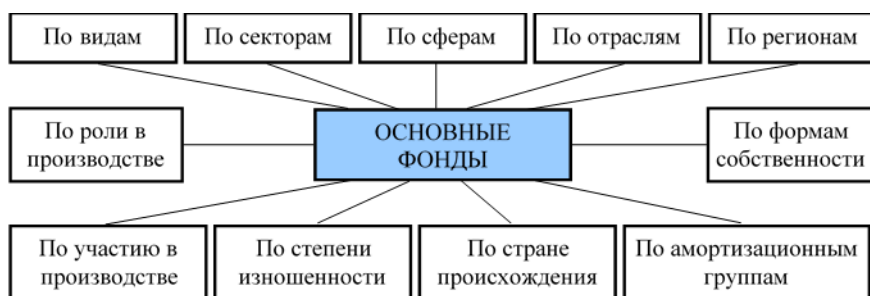 По видам
По секторам
По сферам
По отраслям
По регионам
По роли в
производстве
ОСНОВНЫЕ
ФОНДЫ
По формам
собственности
По участию в
производстве
По степени
изношенности
По стране
происхождения
По амортизационным
группам